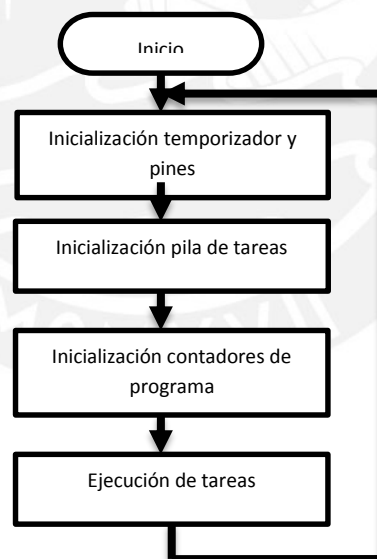 Inicio
Inicialización temporizador y
pines
Inicialización pila de tareas
Inicialización contadores de
programa
Ejecución de tareas